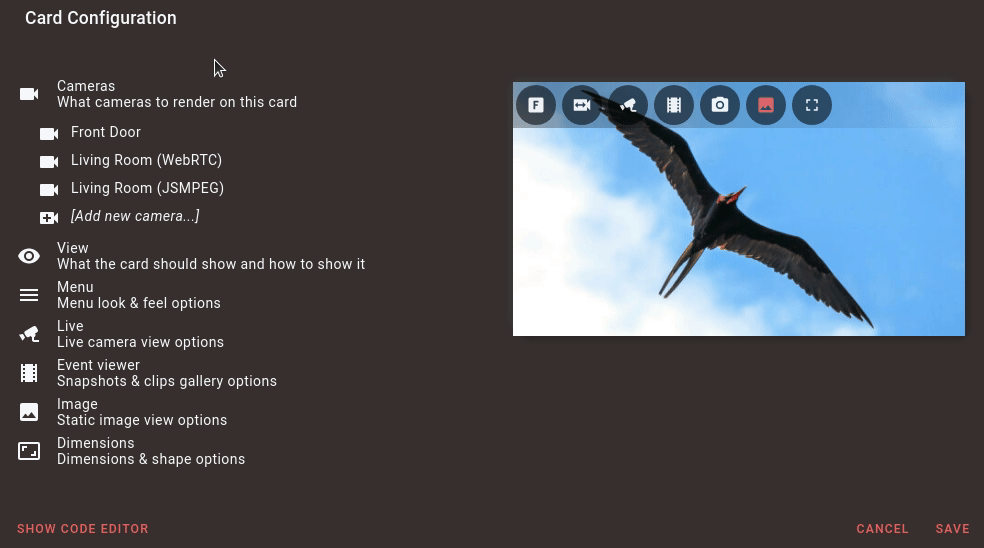 Card Configuration
Cameras
What cameras to render on this card
Front Door
Living Room (WebRTC)
Living Room (JSMPEG)
[Add new camera...]
View
What the card should show and how to show it
Menu
Menu look & feel options
Live
Live camera view options
Event viewer
Snapshots & clips gallery options
Image
Static image view options
Dimensions
Dimensions & shape options
F
SHOW CODE EDITOR
CANCEL
SAVE